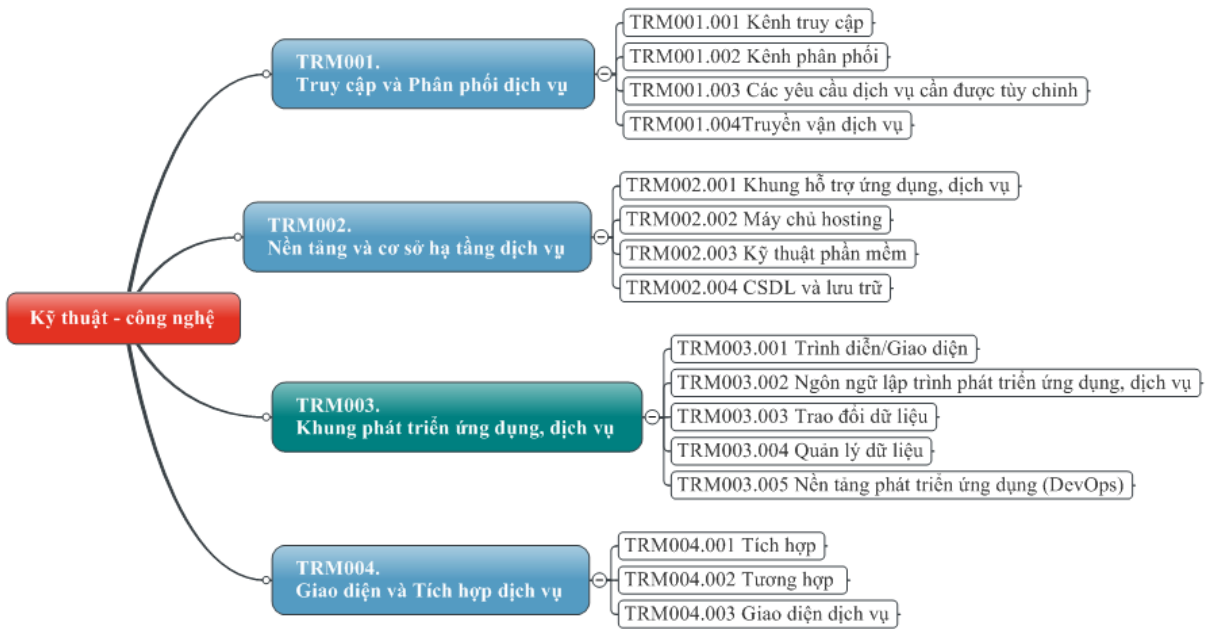 Kỹ thuật - công nghệ
TRM001.
Truy cập và Phân phối dịch vụ
TRM001.001 Kênh truy cập
TRM001.002 Kênh phân phối
TRM001.003 Các yêu cầu dịch vụ cần được tùy chỉnh
TRM001.004Truyền vận dịch vụ
TRM002.
Nền tảng và cơ sở hạ tầng dịch vụ
TRM002.001 Khung hỗ trợ ứng dụng, dịch vụ
TRM002.002 Máy chủ hosting
TRM002.003 Kỹ thuật phần mềm
TRM002.004 CSDL và lưu trữ
TRM003.
Khung phát triển ứng dụng, dịch vụ
TRM003.001 Trình diễn/Giao diện
TRM003.002 Ngôn ngữ lập trình phát triển ứng dụng, dịch vụ
TRM003.003 Trao đổi dữ liệu
TRM003.004 Quản lý dữ liệu
TRM003.005 Nền tảng phát triển ứng dụng (DevOps)
TRM004.
Giao diện và Tích hợp dịch vụ
TRM004.001 Tích hợp
TRM004.002 Tương hợp
TRM004.003 Giao diện dịch vụ